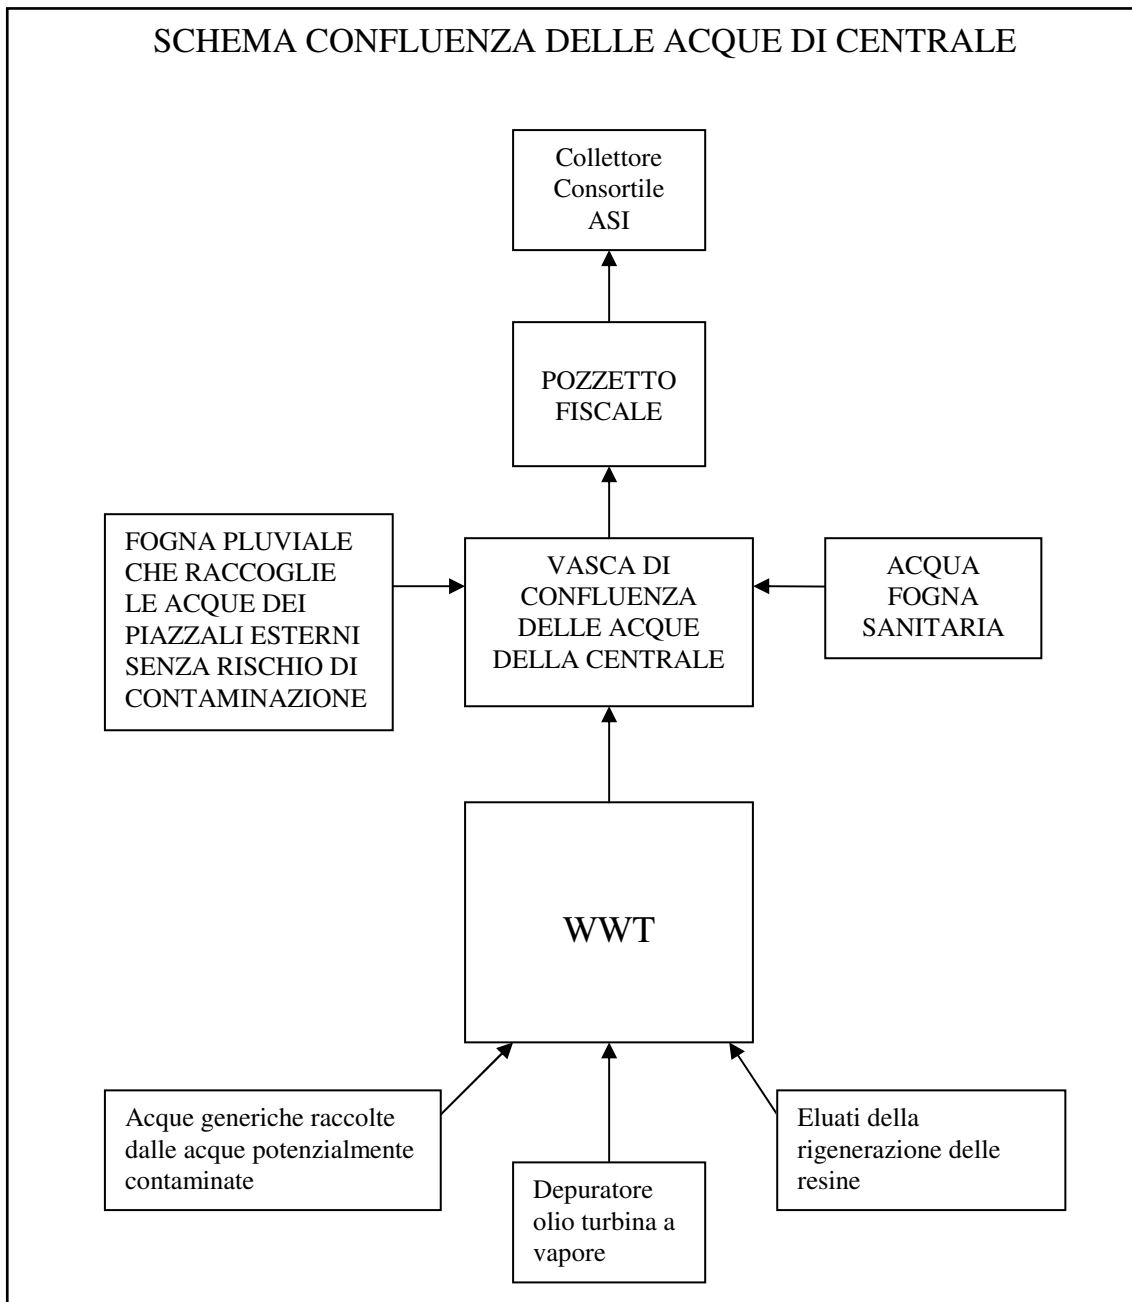 SCHEMA CONFLUENZA DELLE ACQUE DI CENTRALE
Collettore
Consortile
ASI
POZZETTO
FISCALE
FOGNA PLUVIALE
CHE RACCOGLIE
LE ACQUE DEI
PIAZZALI ESTERNI
SENZA RISCHIO DI
CONTAMINAZIONE
VASCA DI
CONFLUENZA
DELLE ACQUE
DELLA CENTRALE
ACQUA
FOGNA
SANITARIA
WWT
Acque generiche raccolte
dalle acque potenzialmente
contaminate
Depuratore
olio turbina a
vapore
Eluati della
rigenerazione delle
resine